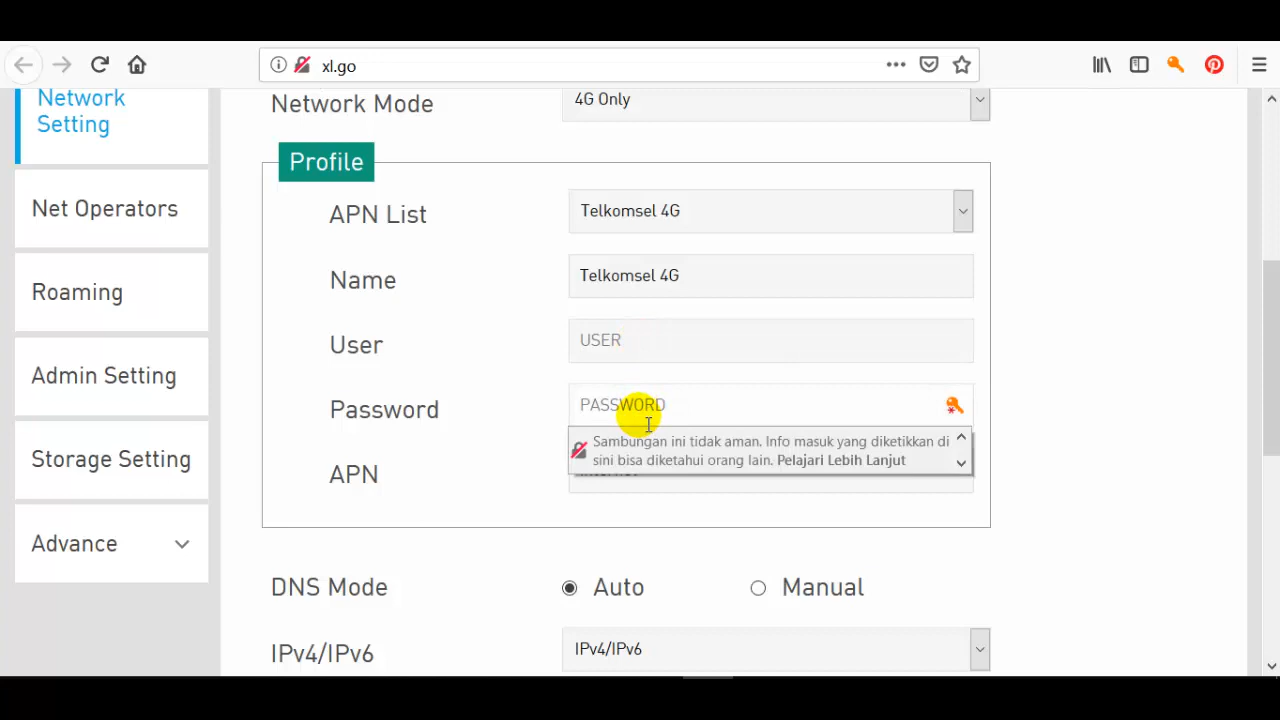 xl.go
Network
Setting
Net Operators
Roaming
Admin Setting
Storage Setting
Advance
Network Mode
4G Only
Profile
APN List
Telkomsel 4G
Name
Telkomsel 4G
User
USER
Password
PASSWORD
Sambungan ini tidak aman. Info masuk yang diketikkan di
sini bisa diketahui orang lain. Pelajari Lebih Lanjut
APN
DNS Mode
Auto
Manual
IPv4/IPv6
IPv4/IPv6